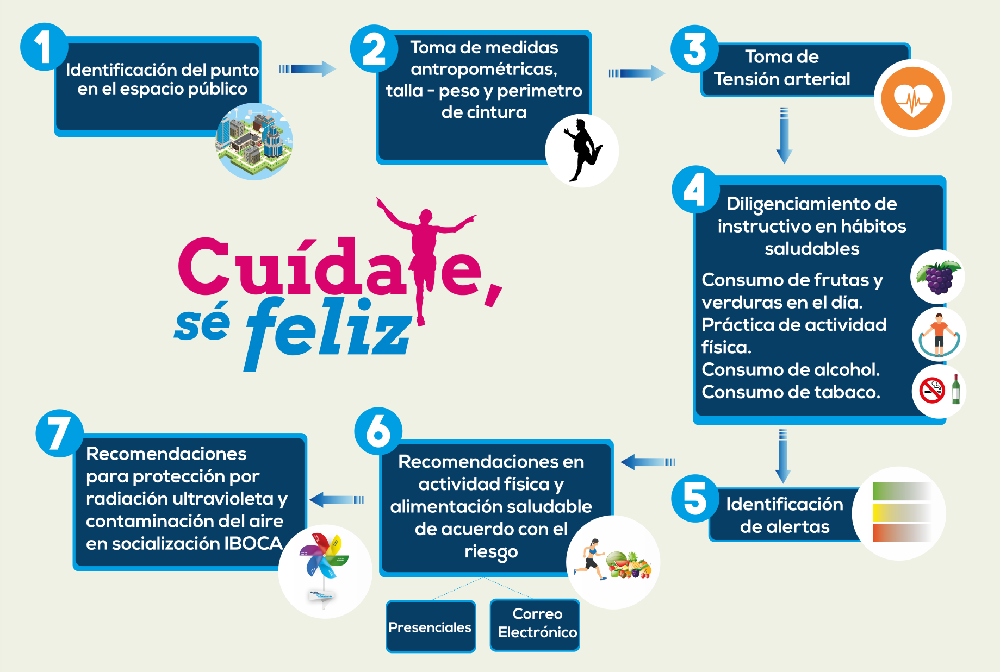 1
Identificación del punto
en el espacio público
2
Toma de medidas
antropométricas,
talla - peso y perimetro
de cintura
3
Toma de
Tensión arterial
4
Diligenciamiento de
instructivo en hábitos
saludables
Consumo de frutas y
verduras en el día.
Práctica de actividad
física.
Consumo de alcohol.
Consumo de tabaco.
Cuídate,
sé feliz
5
Identificación
de alertas
6
Recomendaciones en
actividad física y
alimentación saludable
de acuerdo con el
riesgo
Presenciales
Correo
Electrónico
7
Recomendaciones
para protección por
radiación ultravioleta y
contaminación del aire
en socialización IBOCA